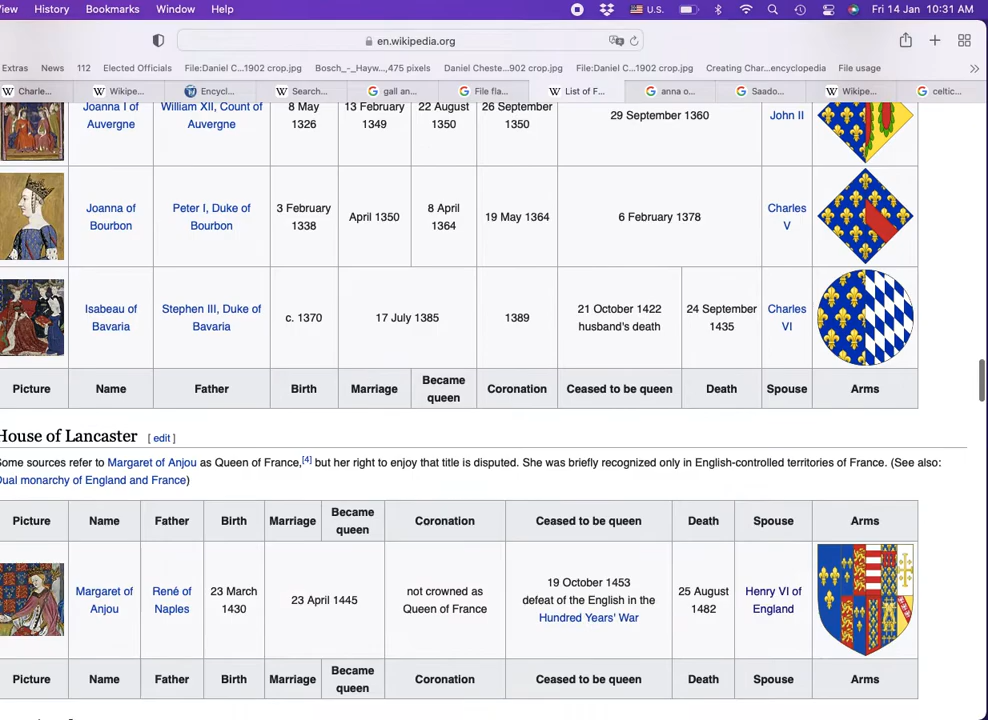 View History Bookmarks Window Help U.S. Fri 14 Jan 10:31 AM
en.wikipedia.org
Extras News 112 Elected Officials File:Daniel C...1902 crop.jpg Bosch_-_Hayw...,475 pixels Daniel Cheste...902 crop.jpg File:Daniel C...1902 crop.jpg Creating Char...encyclopedia File usage
Charle... Wikipe... Encycl... Search... gall an... File fla... List of F... anna o... Saado... Wikipe... celtic...
Joanna I of William XII, Count of 8 May 13 February 22 August 26 September 29 September 1360 John II
Auvergne Auvergne 1326 1349 1350 1350
Joanna of Peter I, Duke of 3 February April 1350 8 April 19 May 1364 6 February 1378 Charles
Bourbon Bourbon 1338 1364 V
Isabeau of Stephen III, Duke of c. 1370 17 July 1385 1389 21 October 1422 24 September Charles
Bavaria Bavaria husband's death 1435 VI
Picture Name Father Birth Marriage Became Coronation Ceased to be queen Death Spouse Arms
queen
House of Lancaster [ edit ]
Some sources refer to Margaret of Anjou as Queen of France,[4] but her right to enjoy that title is disputed. She was briefly recognized only in English-controlled territories of France. (See also:
Dual monarchy of England and France)
Picture Name Father Birth Marriage Became Coronation Ceased to be queen Death Spouse Arms
queen
Margaret of René of 23 March 23 April 1445 not crowned as 19 October 1453 25 August Henry VI of
Anjou Naples 1430 Queen of France defeat of the English in the 1482 England
Hundred Years' War
Picture Name Father Birth Marriage Became Coronation Ceased to be queen Death Spouse Arms
queen